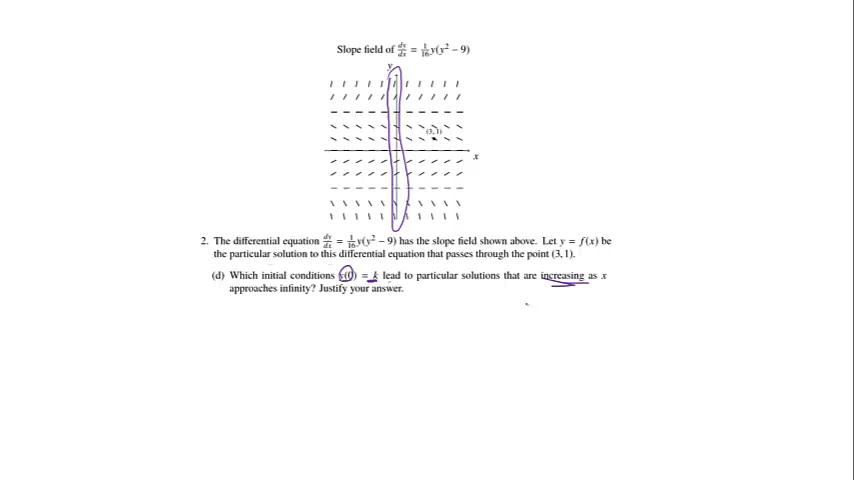 Slope field of dy/dx = 1/16 y(y² − 9)
y
(3, 1)
x
2. The differential equation dy/dx = 1/16 y(y² − 9) has the slope field shown above. Let y = f(x) be
the particular solution to this differential equation that passes through the point (3, 1).
(d) Which initial conditions y(0) = k lead to particular solutions that are increasing as x
approaches infinity? Justify your answer.